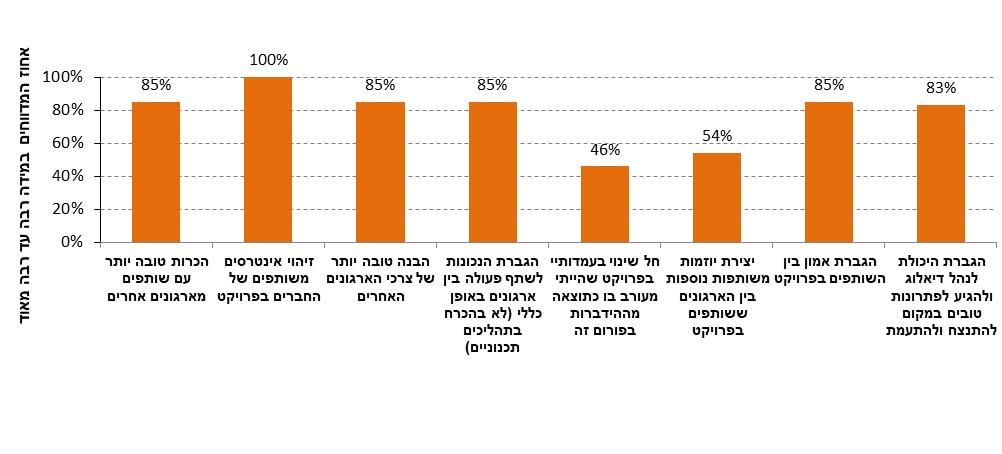 אחוז המדווחים במידה רבה עד רבה מאוד
100%
80%
60%
40%
20%
0%
85%
100%
85%
85%
46%
54%
85%
83%
הכרות טובה יותר
עם שותפים
מארגונים אחרים
זיהוי אינטרסים
משותפים של
החברים בפרויקט
הבנה טובה יותר
של צרכי הארגונים
האחרים
הגברת הנכונות
לשתף פעולה בין
ארגונים באופן
כללי (לא בהכרח
בתהליכים
תכנוניים)
חל שינוי בעמדותיי
בפרויקט שהייתי
מעורב בו כתוצאה
מההידברות
בפורום זה
יצירת יוזמות
משותפות נוספות
בין הארגונים
ששותפים
בפרויקט
הגברת אמון בין
השותפים בפרויקט
הגברת היכולת
לנהל דיאלוג
ולהגיע לפתרונות
טובים במקום
להתנצח ולהתעמת